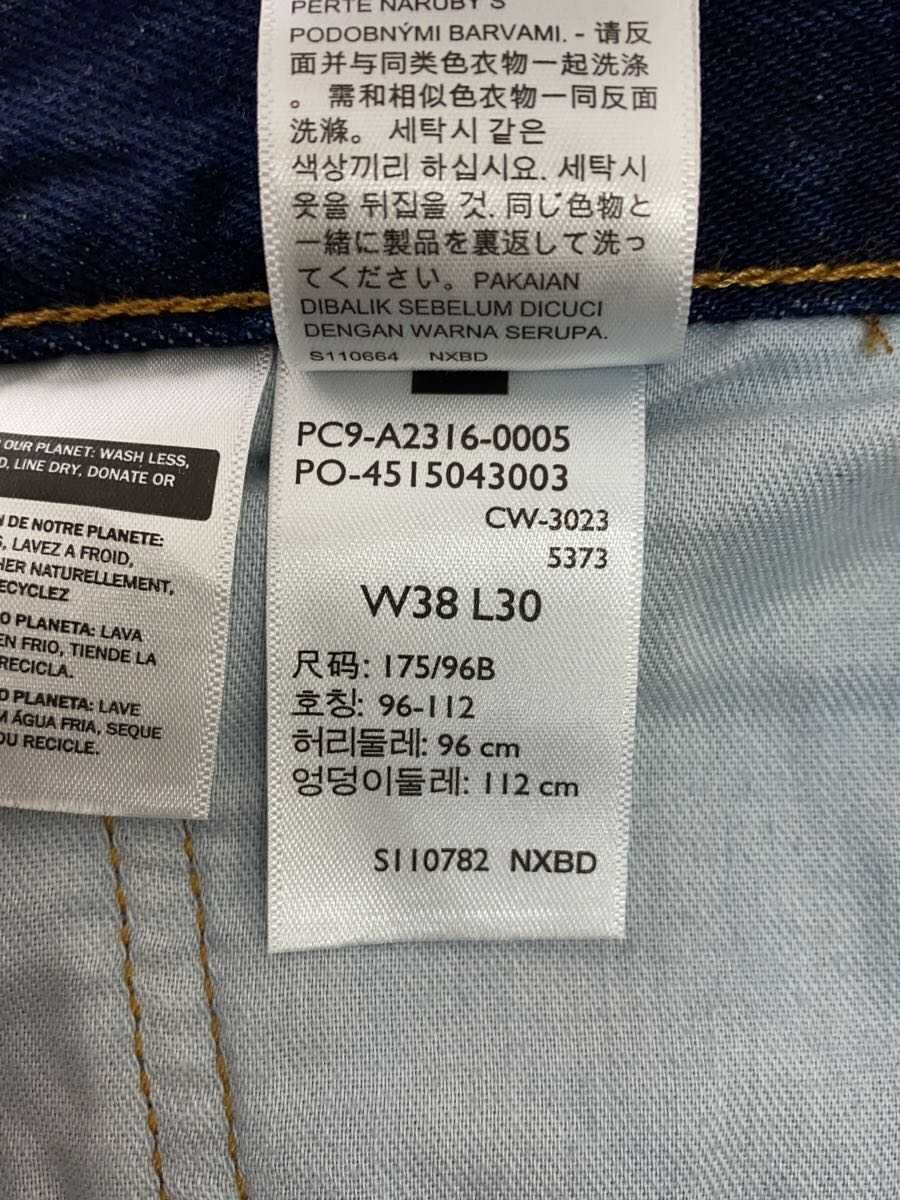 PERTE NARUBY S
PODOBNÝMI BARVAMI. - 请反
面并与同类色衣物一起洗涤
。需和相似色衣物一同反面
洗滌。 세탁시 같은
색상끼리 하십시요. 세탁시
옷을 뒤집을 것. 同じ色物と
一緒に製品を裏返して洗っ
てください。PAKAIAN
DIBALIK SEBELUM DICUCI
DENGAN WARNA SERUPA.
S110664 NXBD
OUR PLANET: WASH LESS,
D, LINE DRY, DONATE OR
N DE NOTRE PLANETE:
S, LAVEZ A FROID,
HER NATURELLEMENT,
ECYCLEZ
O PLANETA: LAVA
EN FRIO, TIENDE LA
RECICLA.
O PLANETA: LAVE
M ÁGUA FRIA, SEQUE
OU RECICLE.
PC9-A2316-0005
PO-4515043003
CW-3023
5373
W38 L30
尺码: 175/96B
호칭: 96-112
허리둘레: 96 cm
엉덩이둘레: 112 cm
S110782 NXBD